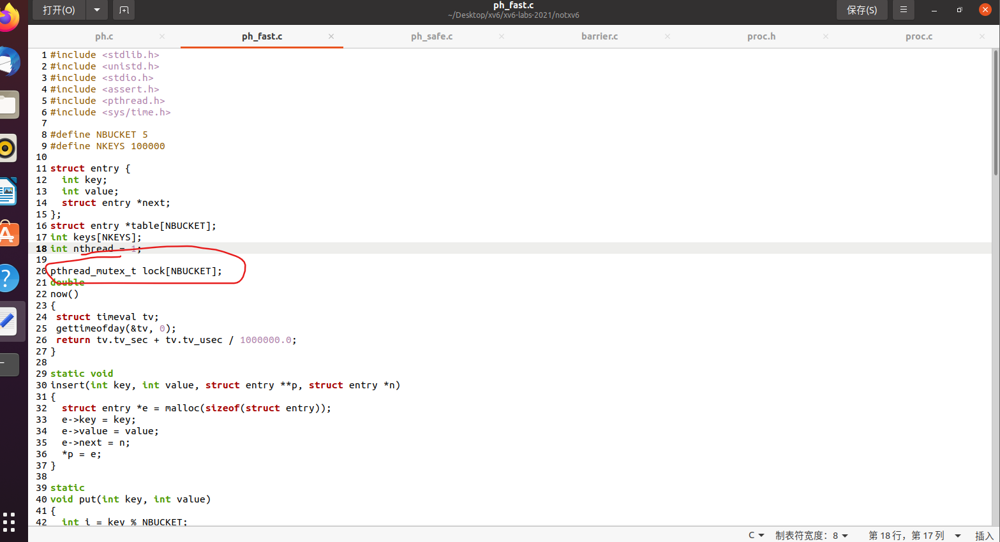 打开(O)
ph_fast.c
~/Desktop/xv6/xv6-labs-2021/notxv6
保存(S)
ph.c ph_fast.c ph_safe.c barrier.c proc.h proc.c
1 #include <stdlib.h>
2 #include <unistd.h>
3 #include <stdio.h>
4 #include <assert.h>
5 #include <pthread.h>
6 #include <sys/time.h>
7
8 #define NBUCKET 5
9 #define NKEYS 100000
10
11 struct entry {
12   int key;
13   int value;
14   struct entry *next;
15 };
16 struct entry *table[NBUCKET];
17 int keys[NKEYS];
18 int nthread = 1;
19
20 pthread_mutex_t lock[NBUCKET];
21 double
22 now()
23 {
24  struct timeval tv;
25  gettimeofday(&tv, 0);
26  return tv.tv_sec + tv.tv_usec / 1000000.0;
27 }
28
29 static void
30 insert(int key, int value, struct entry **p, struct entry *n)
31 {
32   struct entry *e = malloc(sizeof(struct entry));
33   e->key = key;
34   e->value = value;
35   e->next = n;
36   *p = e;
37 }
38
39 static
40 void put(int key, int value)
41 {
42   int i = key % NBUCKET;
C 制表符宽度：8 第 18 行，第 17 列 插入